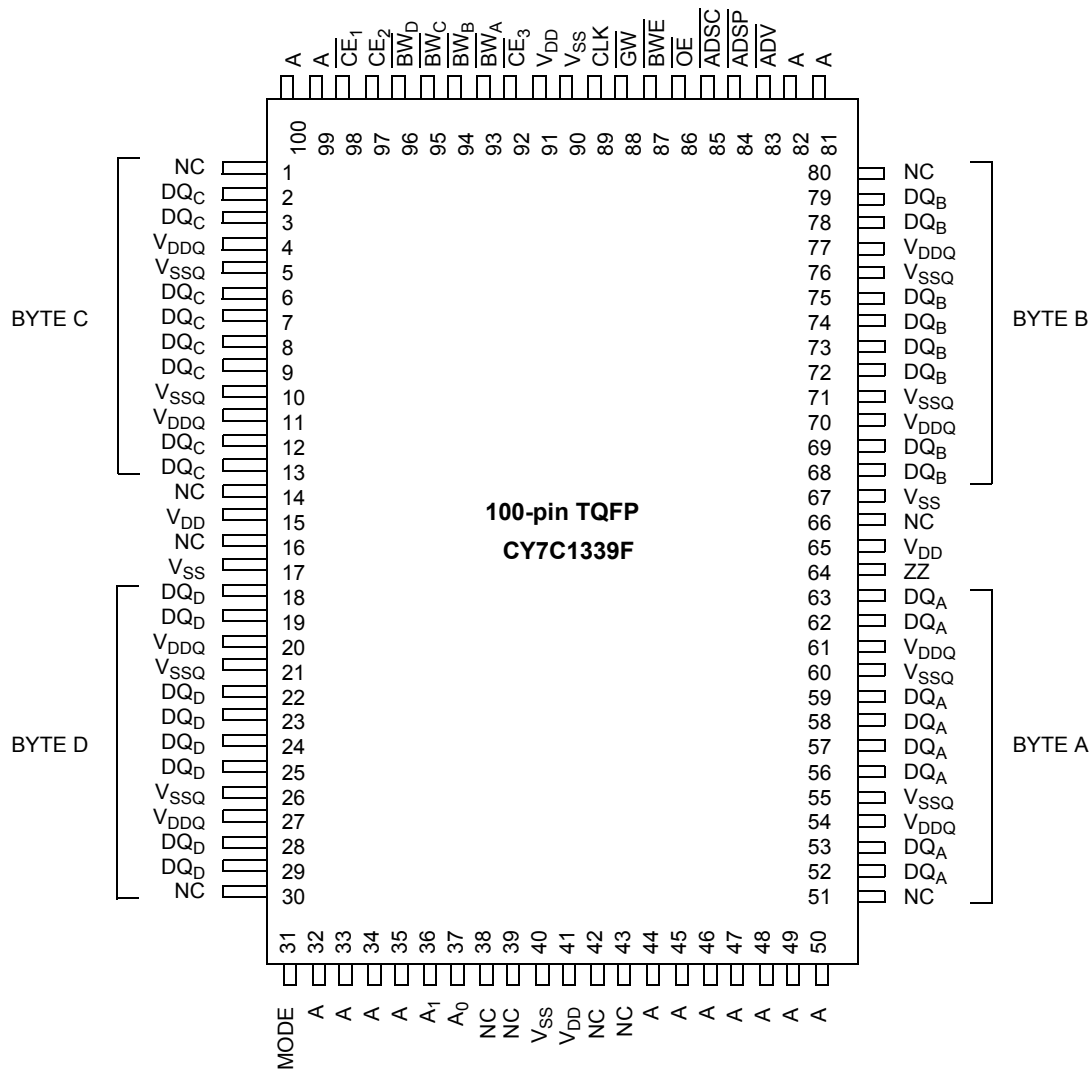 A A CE1 CE2 BWD BWC BWB BWA CE3 VDD VSS CLK GW BWE OE ADSC ADSP ADV A A
100 99 98 97 96 95 94 93 92 91 90 89 88 87 86 85 84 83 82 81
NC 1 80 NC
DQC 2 79 DQB
DQC 3 78 DQB
VDDQ 4 77 VDDQ
VSSQ 5 76 VSSQ
DQC 6 75 DQB
BYTE C DQC 7 74 DQB BYTE B
DQC 8 73 DQB
DQC 9 72 DQB
VSSQ 10 71 VSSQ
VDDQ 11 70 VDDQ
DQC 12 69 DQB
DQC 13 68 DQB
NC 14 67 VSS
VDD 15 66 NC
NC 16 65 VDD
VSS 17 64 ZZ
100-pin TQFP
CY7C1339F
DQD 18 63 DQA
DQD 19 62 DQA
VDDQ 20 61 VDDQ
VSSQ 21 60 VSSQ
DQD 22 59 DQA
DQD 23 58 DQA
BYTE D DQD 24 57 DQA BYTE A
DQD 25 56 DQA
VSSQ 26 55 VSSQ
VDDQ 27 54 VDDQ
DQD 28 53 DQA
DQD 29 52 DQA
NC 30 51 NC
31 32 33 34 35 36 37 38 39 40 41 42 43 44 45 46 47 48 49 50
MODE A A A A A1 A0 NC NC VSS VDD NC NC A A A A A A A